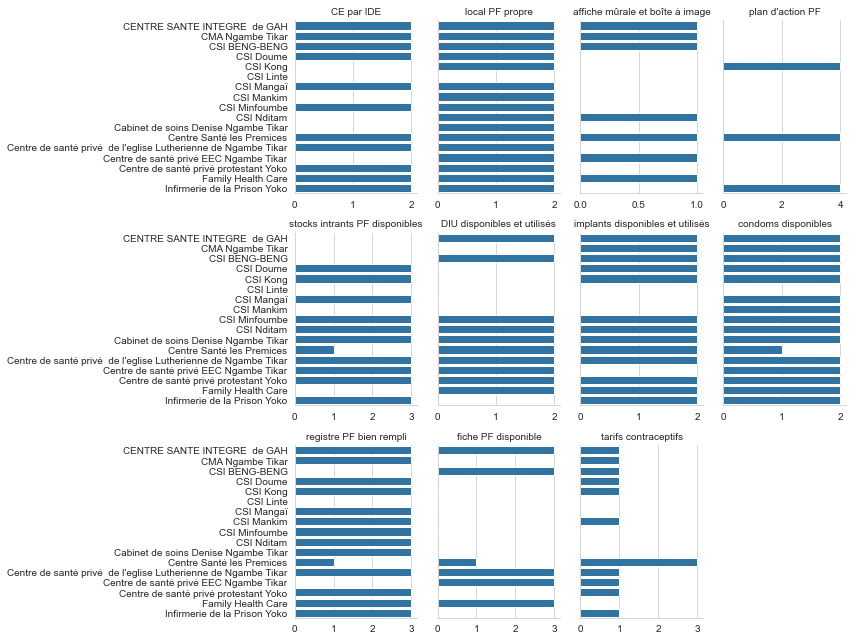 CE par IDE
local PF propre
affiche mûrale et boîte à image
plan d'action PF
CENTRE SANTE INTEGRE  de GAH
CMA Ngambe Tikar
CSI BENG-BENG
CSI Doume
CSI Kong
CSI Linte
CSI Mangaï
CSI Mankim
CSI Minfoumbe
CSI Nditam
Cabinet de soins Denise Ngambe Tikar
Centre Santé les Premices
Centre de santé privé  de l'eglise Lutherienne de Ngambe Tikar
Centre de santé privé EEC Ngambe Tikar
Centre de santé privé protestant Yoko
Family Health Care
Infirmerie de la Prison Yoko
0 1 2
0 1 2
0.0 0.5 1.0
0 2 4
stocks intrants PF disponibles
DIU disponibles et utilisés
implants disponibles et utilisés
condoms disponibles
CENTRE SANTE INTEGRE  de GAH
CMA Ngambe Tikar
CSI BENG-BENG
CSI Doume
CSI Kong
CSI Linte
CSI Mangaï
CSI Mankim
CSI Minfoumbe
CSI Nditam
Cabinet de soins Denise Ngambe Tikar
Centre Santé les Premices
Centre de santé privé  de l'eglise Lutherienne de Ngambe Tikar
Centre de santé privé EEC Ngambe Tikar
Centre de santé privé protestant Yoko
Family Health Care
Infirmerie de la Prison Yoko
0 1 2 3
0 1 2
0 1 2
0 1 2
registre PF bien rempli
fiche PF disponible
tarifs contraceptifs
CENTRE SANTE INTEGRE  de GAH
CMA Ngambe Tikar
CSI BENG-BENG
CSI Doume
CSI Kong
CSI Linte
CSI Mangaï
CSI Mankim
CSI Minfoumbe
CSI Nditam
Cabinet de soins Denise Ngambe Tikar
Centre Santé les Premices
Centre de santé privé  de l'eglise Lutherienne de Ngambe Tikar
Centre de santé privé EEC Ngambe Tikar
Centre de santé privé protestant Yoko
Family Health Care
Infirmerie de la Prison Yoko
0 1 2 3
0 1 2 3
0 1 2 3